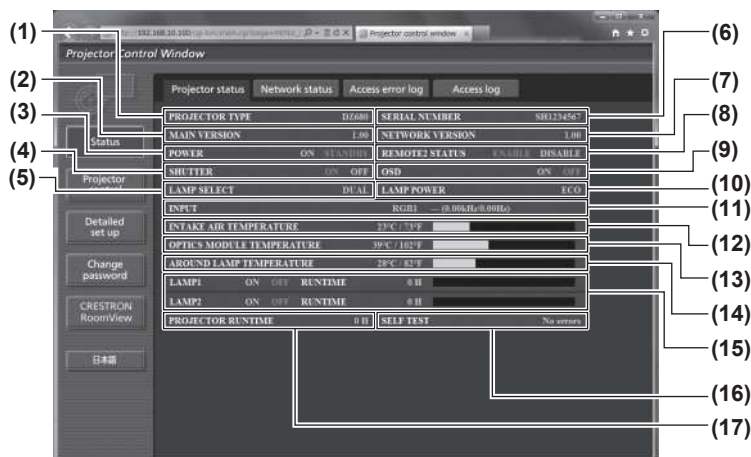 Projector control window
Projector Control Window
Projector status Network status Access error log Access log
PROJECTOR TYPE DZ680 SERIAL NUMBER SH1234567
MAIN VERSION 1.00 NETWORK VERSION 1.00
POWER ON STANDBY REMOTE2 STATUS ENABLE DISABLE
SHUTTER ON OFF OSD ON OFF
LAMP SELECT DUAL LAMP POWER ECO
INPUT RGB1 --- (0.00kHz/0.00Hz)
INTAKE AIR TEMPERATURE 23°C / 73°F
OPTICS MODULE TEMPERATURE 39°C / 102°F
AROUND LAMP TEMPERATURE 28°C / 82°F
LAMP1 ON OFF RUNTIME 0 H
LAMP2 ON OFF RUNTIME 0 H
PROJECTOR RUNTIME 0 H SELF TEST No errors
Status
Projector
control
Detailed
set up
Change
password
CRESTRON
RoomView
日本語
(1)
(2)
(3)
(4)
(5)
(6)
(7)
(8)
(9)
(10)
(11)
(12)
(13)
(14)
(15)
(16)
(17)